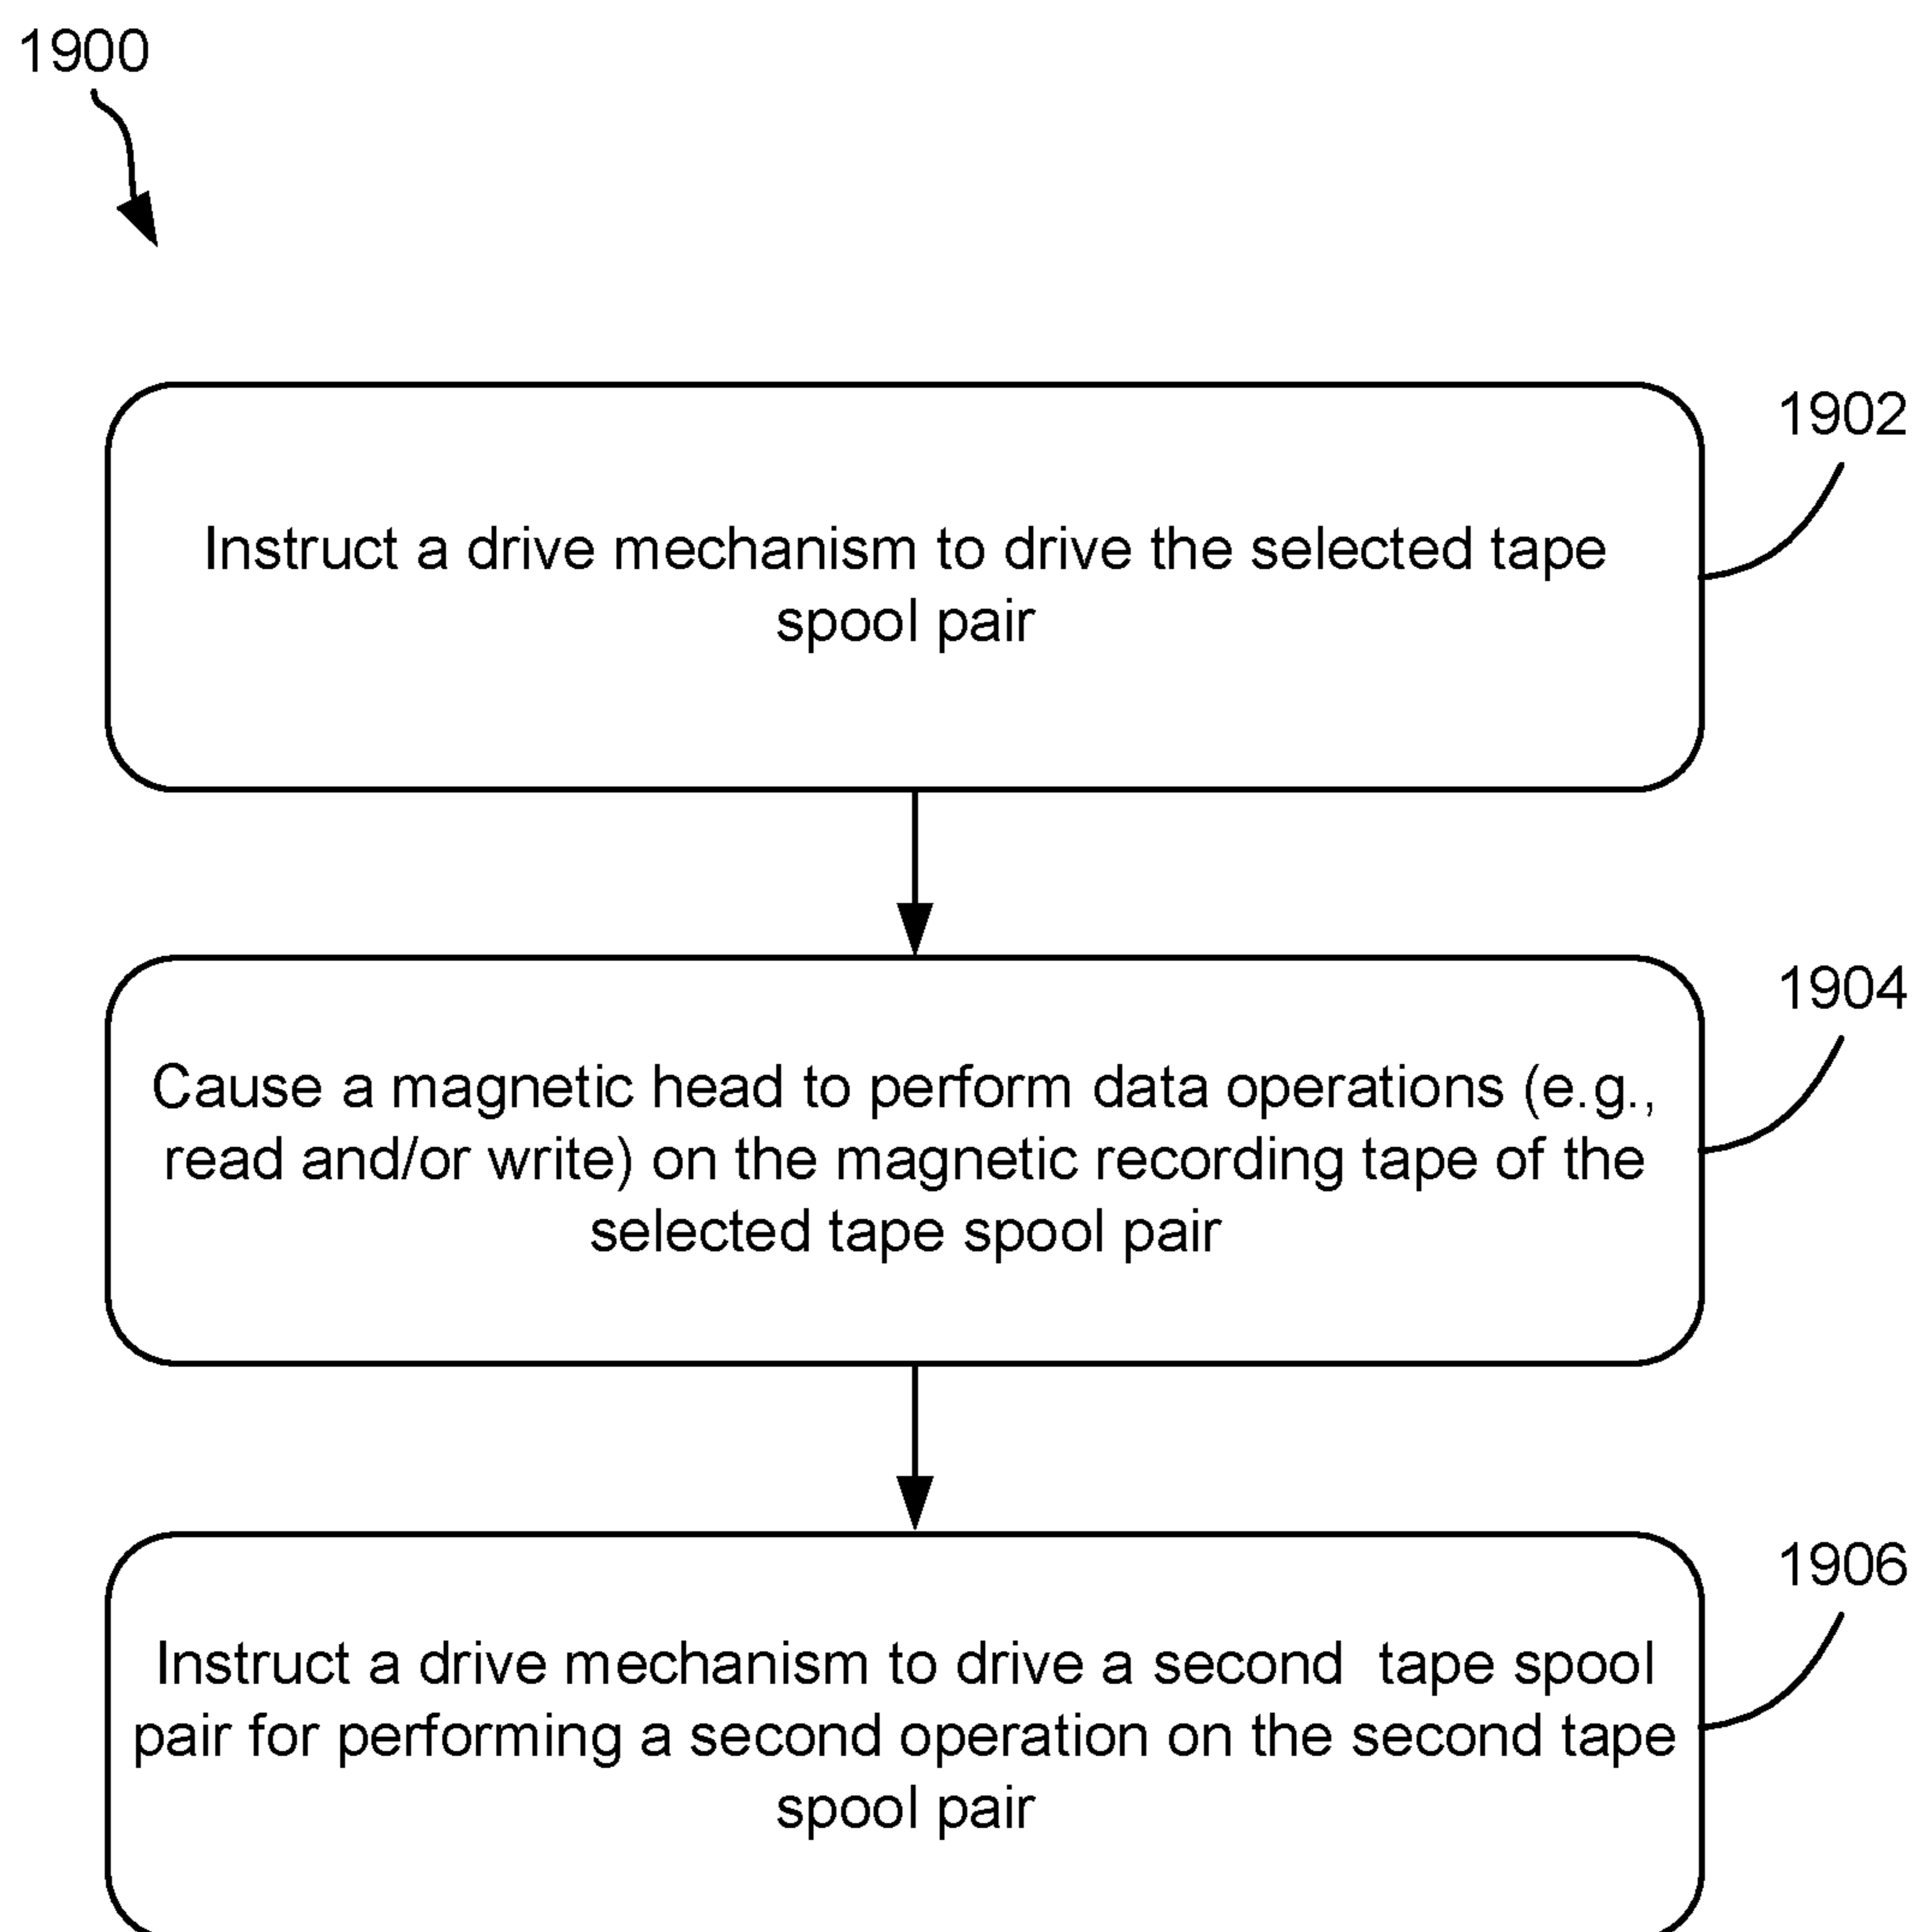 1900
1902
Instruct a drive mechanism to drive the selected tape
spool pair
1904
Cause a magnetic head to perform data operations (e.g.,
read and/or write) on the magnetic recording tape of the
selected tape spool pair
1906
Instruct a drive mechanism to drive a second  tape spool
pair for performing a second operation on the second tape
spool pair